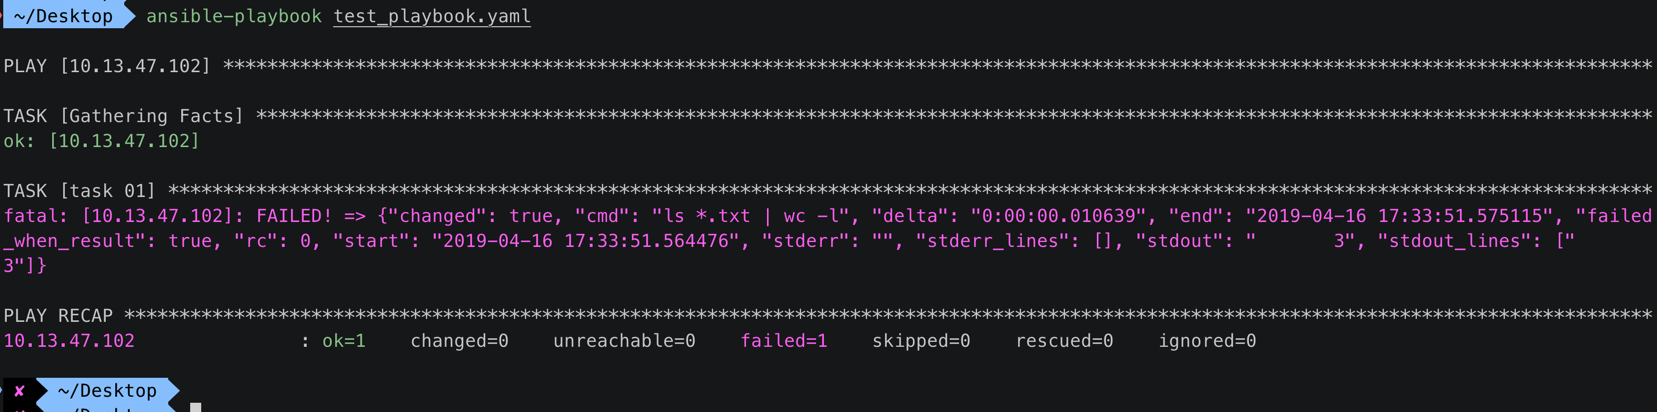 ~/Desktop ansible-playbook test_playbook.yaml
PLAY [10.13.47.102] **********************************************************************************************************************************
TASK [Gathering Facts] *******************************************************************************************************************************
ok: [10.13.47.102]
TASK [task 01] ***************************************************************************************************************************************
fatal: [10.13.47.102]: FAILED! => {"changed": true, "cmd": "ls *.txt | wc -l", "delta": "0:00:00.010639", "end": "2019-04-16 17:33:51.575115", "failed
_when_result": true, "rc": 0, "start": "2019-04-16 17:33:51.564476", "stderr": "", "stderr_lines": [], "stdout": "       3", "stdout_lines": ["
3"]}
PLAY RECAP *******************************************************************************************************************************************
10.13.47.102               : ok=1    changed=0    unreachable=0    failed=1    skipped=0    rescued=0    ignored=0
✘ ~/Desktop
~/Desktop